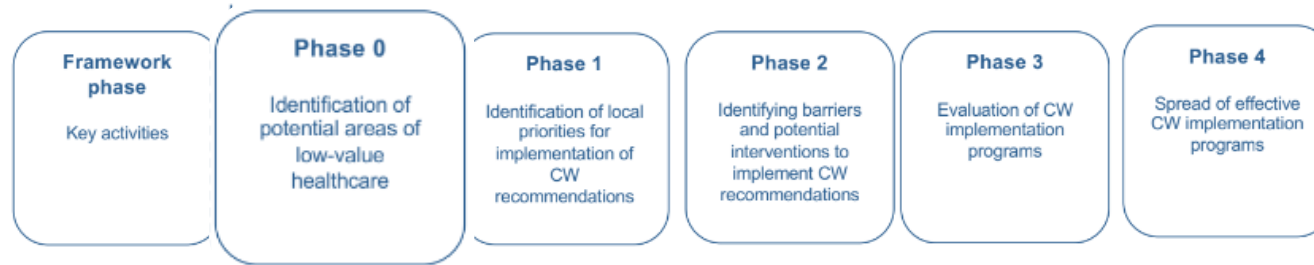 Framework
phase
Key activities
Phase 0
Identification of
potential areas of
low-value
healthcare
Phase 1
Identification of local
priorities for
implementation of
CW
recommendations
Phase 2
Identifying barriers
and potential
interventions to
implement CW
recommendations
Phase 3
Evaluation of CW
implementation
programs
Phase 4
Spread of effective
CW implementation
programs